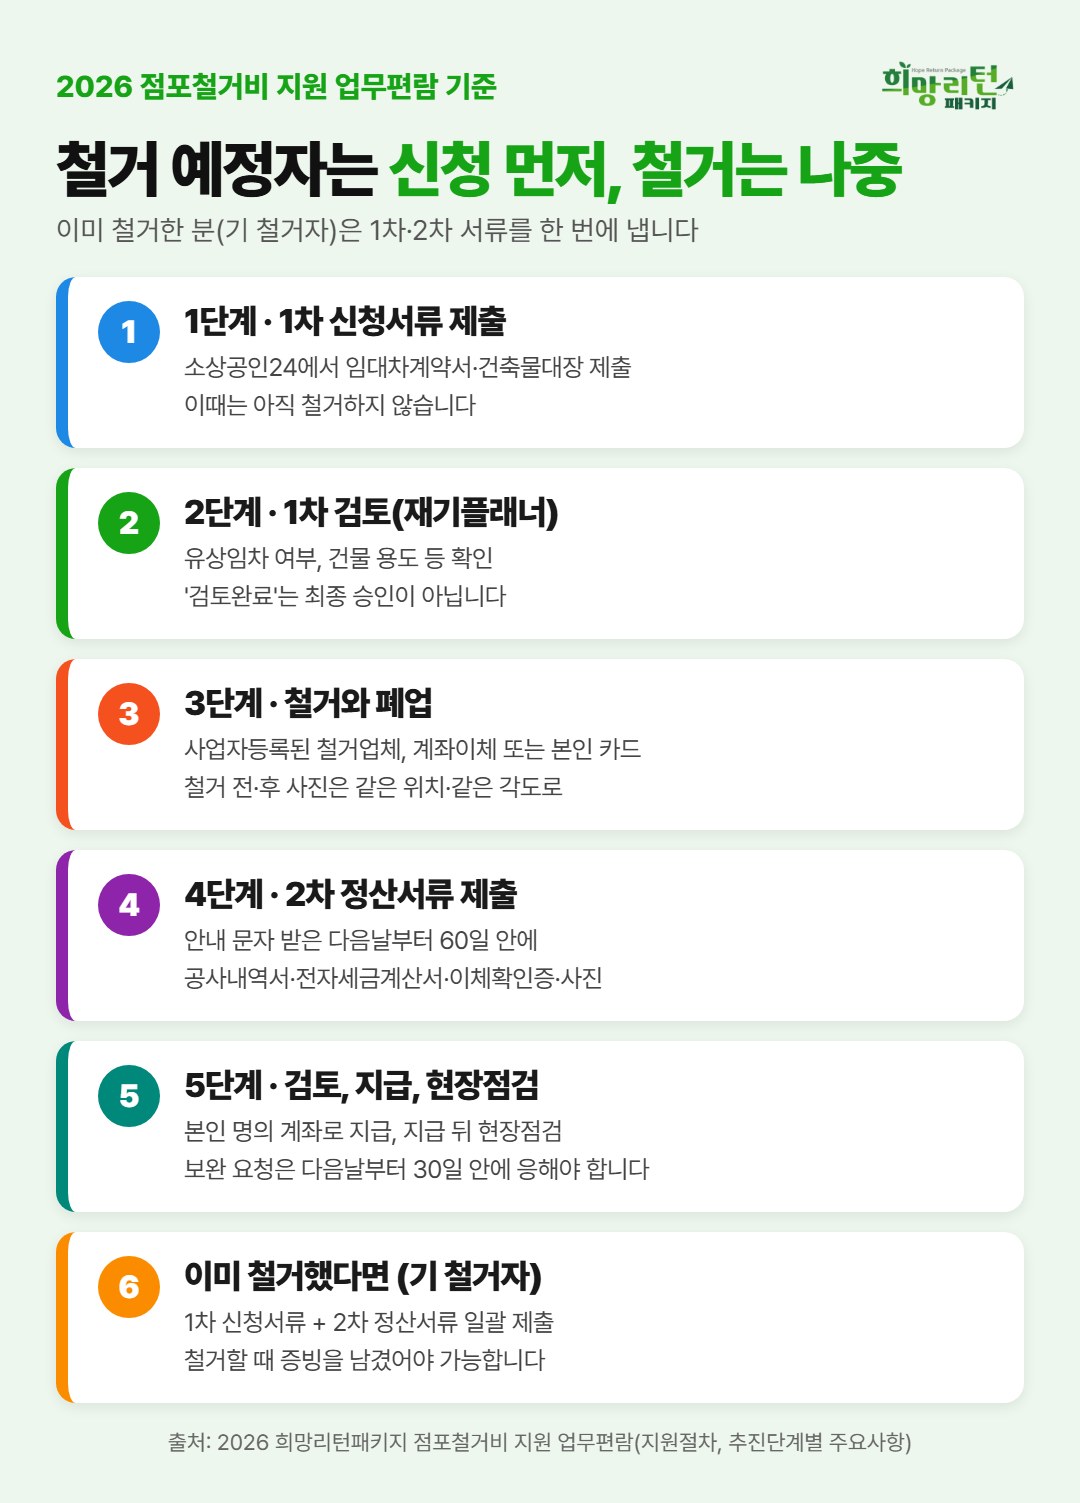 2026 점포철거비 지원 업무편람 기준
Hope Return Package
희망리턴
패키지
철거 예정자는 신청 먼저, 철거는 나중
이미 철거한 분(기 철거자)은 1차·2차 서류를 한 번에 냅니다
1
1단계 · 1차 신청서류 제출
소상공인24에서 임대차계약서·건축물대장 제출
이때는 아직 철거하지 않습니다
2
2단계 · 1차 검토(재기플래너)
유상임차 여부, 건물 용도 등 확인
'검토완료'는 최종 승인이 아닙니다
3
3단계 · 철거와 폐업
사업자등록된 철거업체, 계좌이체 또는 본인 카드
철거 전·후 사진은 같은 위치·같은 각도로
4
4단계 · 2차 정산서류 제출
안내 문자 받은 다음날부터 60일 안에
공사내역서·전자세금계산서·이체확인증·사진
5
5단계 · 검토, 지급, 현장점검
본인 명의 계좌로 지급, 지급 뒤 현장점검
보완 요청은 다음날부터 30일 안에 응해야 합니다
6
이미 철거했다면 (기 철거자)
1차 신청서류 + 2차 정산서류 일괄 제출
철거할 때 증빙을 남겼어야 가능합니다
출처: 2026 희망리턴패키지 점포철거비 지원 업무편람(지원절차, 추진단계별 주요사항)